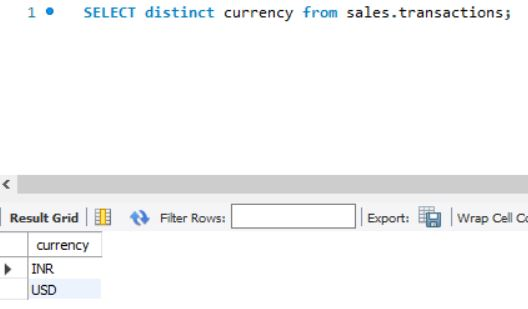 1 SELECT distinct currency from sales.transactions;
Result Grid Filter Rows: Export: Wrap Cell Co
currency
INR
USD